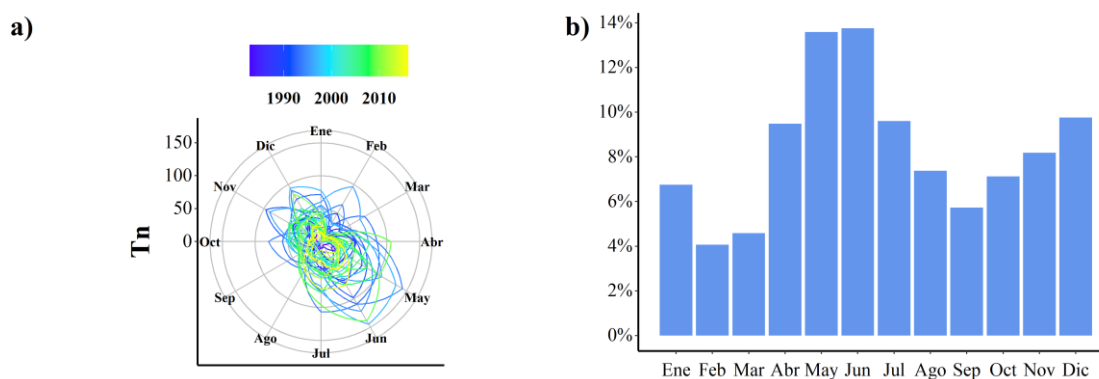 a)
1990 2000 2010
Tn
150
100
50
0
Ene
Feb
Mar
Abr
May
Jun
Jul
Ago
Sep
Oct
Nov
Dic
b)
14%
12%
10%
8%
6%
4%
2%
0%
Ene Feb Mar Abr May Jun Jul Ago Sep Oct Nov Dic